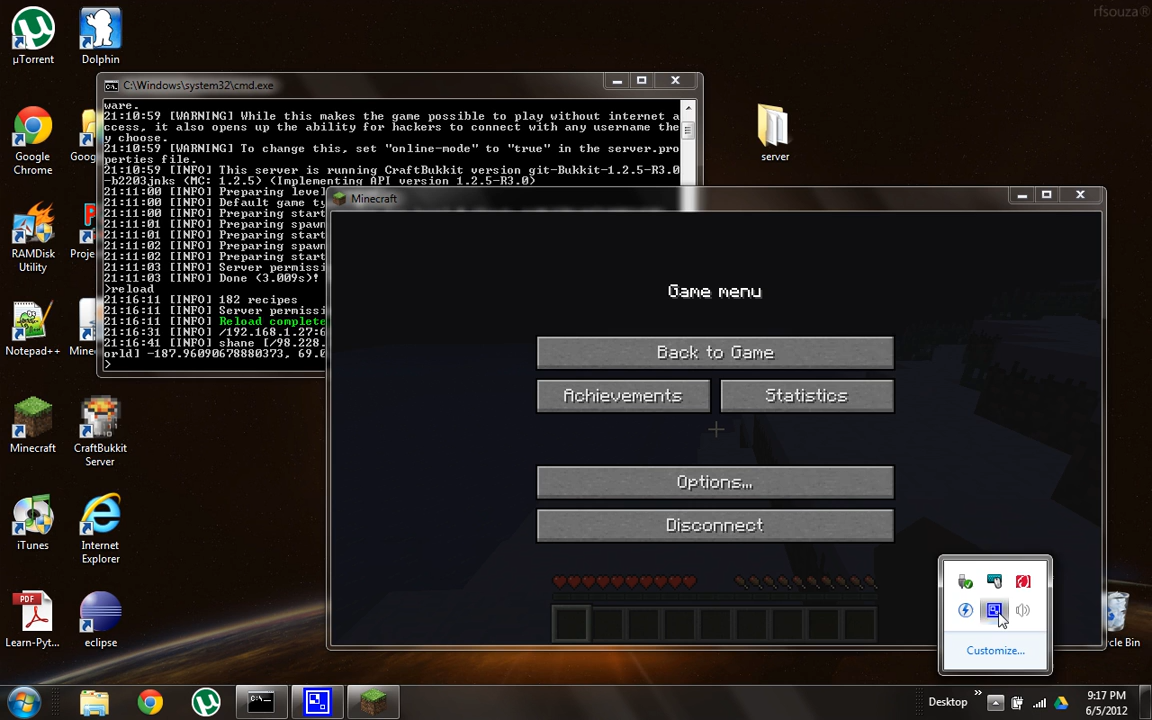 rfsouza®
µTorrent
Dolphin
Google
Chrome
Goog
RAMDisk
Utility
Proje
Notepad++
Minec
Minecraft
CraftBukkit
Server
iTunes
Internet
Explorer
Learn-Pyt...
eclipse
server
C:\Windows\system32\cmd.exe
ware.
21:10:59 [WARNING] While this makes the game possible to play without internet a
ccess, it also opens up the ability for hackers to connect with any username the
y choose.
21:10:59 [WARNING] To change this, set "online-mode" to "true" in the server.pro
perties file.
21:10:59 [INFO] This server is running CraftBukkit version git-Bukkit-1.2.5-R3.0
-b2203jnks (MC: 1.2.5) (Implementing API version 1.2.5-R3.0)
21:11:00 [INFO] Preparing level
21:11:00 [INFO] Default game ty
21:11:00 [INFO] Preparing start
21:11:01 [INFO] Preparing spawn
21:11:01 [INFO] Preparing start
21:11:02 [INFO] Preparing spawn
21:11:02 [INFO] Preparing start
21:11:03 [INFO] Server permissi
21:11:03 [INFO] Done (3.009s)!
>reload
21:16:11 [INFO] 182 recipes
21:16:11 [INFO] Server permissi
21:16:11 [INFO] Reload complete
21:16:31 [INFO] /192.168.1.27:6
21:16:41 [INFO] shane [/98.228.
orld] -187.96090678880373, 69.0
>
Minecraft
Game menu
Back to Game
Achievements
Statistics
Options...
Disconnect
Customize...
cle Bin
Desktop
9:17 PM
6/5/2012